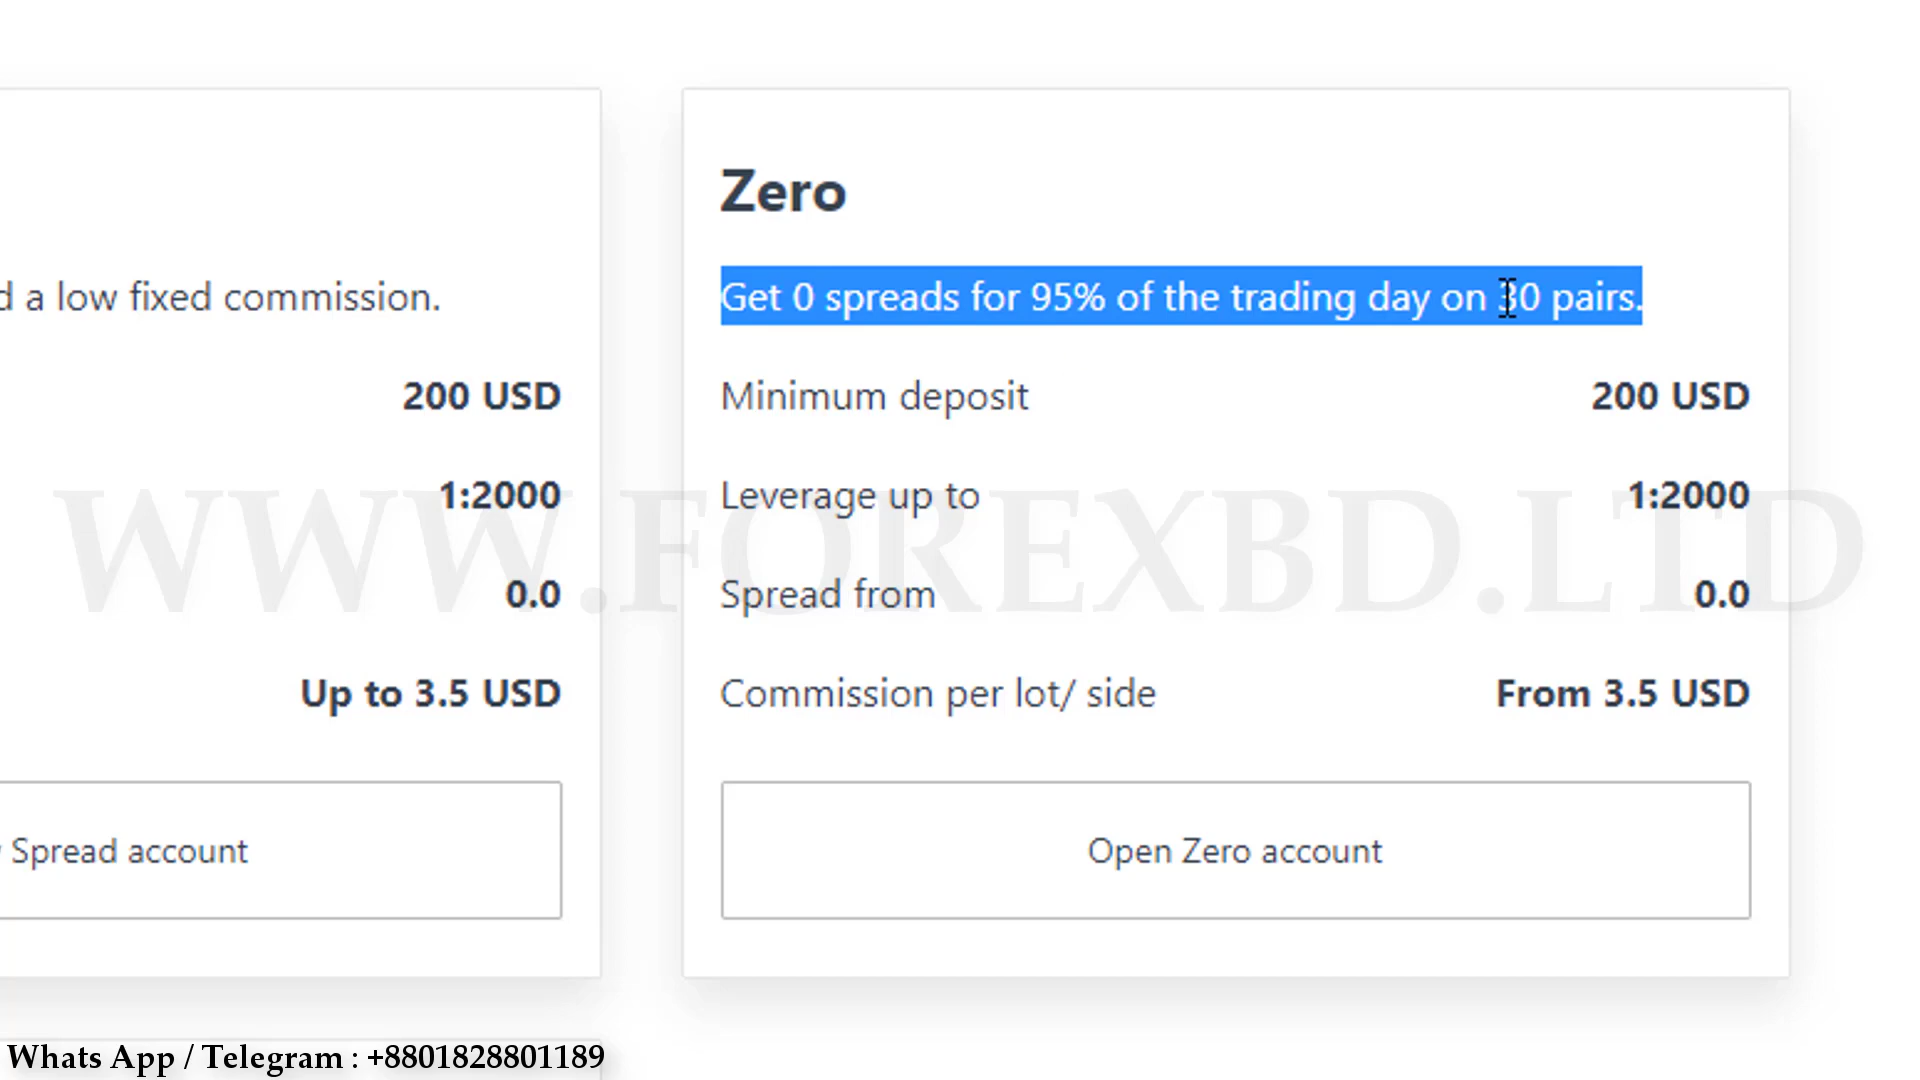 d a low fixed commission.
200 USD
1:2000
0.0
Up to 3.5 USD
Spread account
Zero
Get 0 spreads for 95% of the trading day on 30 pairs.
Minimum deposit 200 USD
Leverage up to 1:2000
Spread from 0.0
Commission per lot/ side From 3.5 USD
Open Zero account
WWW.FOREXBD.LTD
Whats App / Telegram : +8801828801189